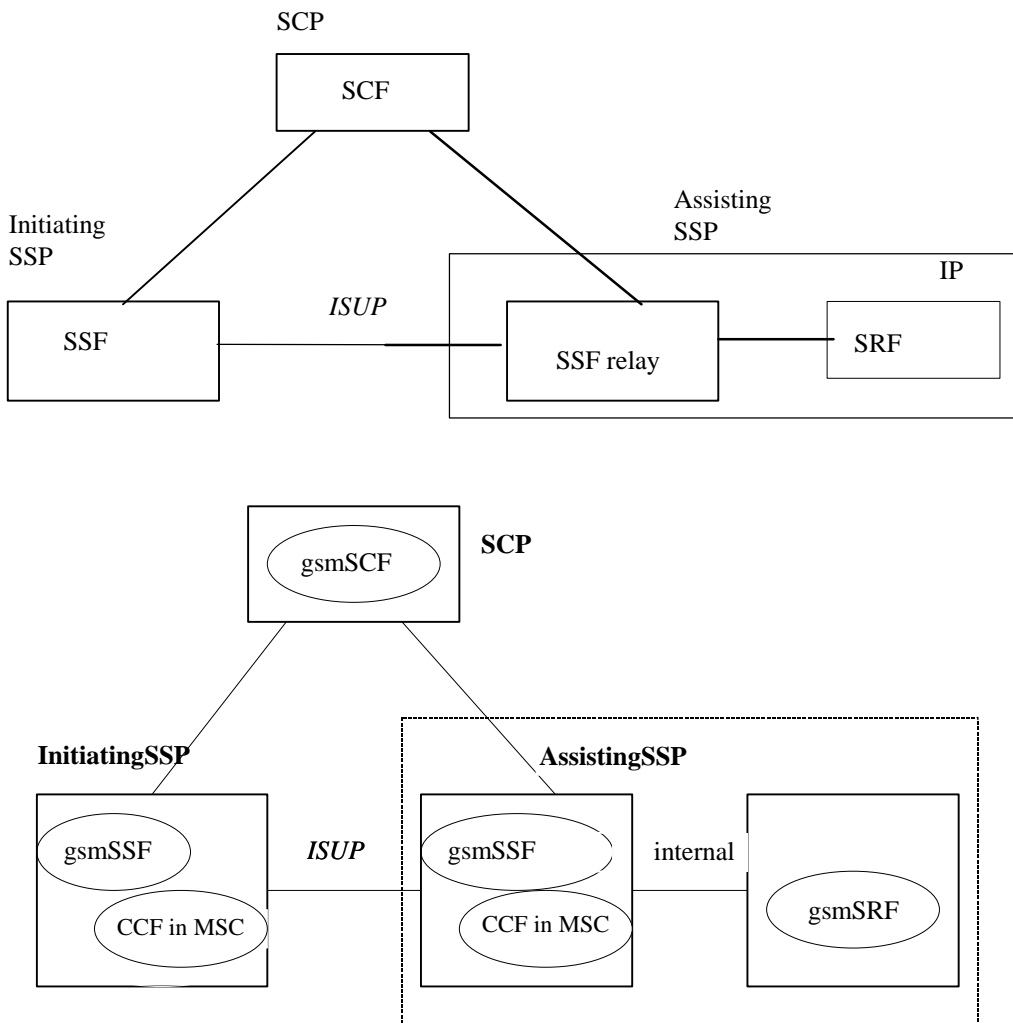 SCP
SCF
Initiating
SSP
Assisting
SSP
IP
ISUP
SSF
SSF relay
SRF
gsmSCF
SCP
InitiatingSSP
AssistingSSP
gsmSSF
ISUP
gsmSSF
internal
CCF in MSC
CCF in MSC
gsmSRF